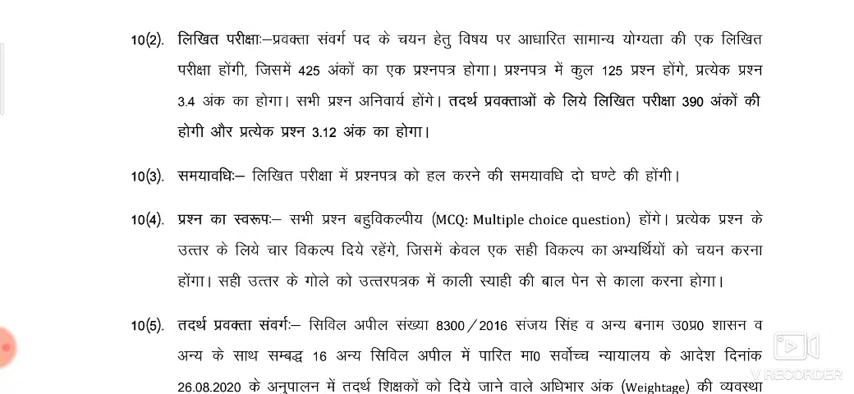 10(2). लिखित परीक्षाः–प्रवक्ता संवर्ग पद के चयन हेतु विषय पर आधारित सामान्य योग्यता की एक लिखित
परीक्षा होंगी, जिसमें 425 अंकों का एक प्रश्नपत्र होगा। प्रश्नपत्र में कुल 125 प्रश्न होंगे, प्रत्येक प्रश्न
3.4 अंक का होगा। सभी प्रश्न अनिवार्य होंगे। तदर्थ प्रवक्ताओं के लिये लिखित परीक्षा 390 अंकों की
होगी और प्रत्येक प्रश्न 3.12 अंक का होगा।
10(3). समयावधिः– लिखित परीक्षा में प्रश्नपत्र को हल करने की समयावधि दो घण्टे की होंगी।
10(4). प्रश्न का स्वरूपः– सभी प्रश्न बहुविकल्पीय (MCQ: Multiple choice question) होंगे। प्रत्येक प्रश्न के
उत्तर के लिये चार विकल्प दिये रहेंगे, जिसमें केवल एक सही विकल्प का अभ्यर्थियों को चयन करना
होंगा। सही उत्तर के गोले को उत्तरपत्रक में काली स्याही की बाल पेन से काला करना होगा।
10(5). तदर्थ प्रवक्ता संवर्गः– सिविल अपील संख्या 8300/2016 संजय सिंह व अन्य बनाम उ0प्र0 शासन व
अन्य के साथ सम्बद्ध 16 अन्य सिविल अपील में पारित मा0 सर्वोच्च न्यायालय के आदेश दिनांक
26.08.2020 के अनुपालन में तदर्थ शिक्षकों को दिये जाने वाले अधिभार अंक (Weightage) की व्यवस्था
V RECORDER